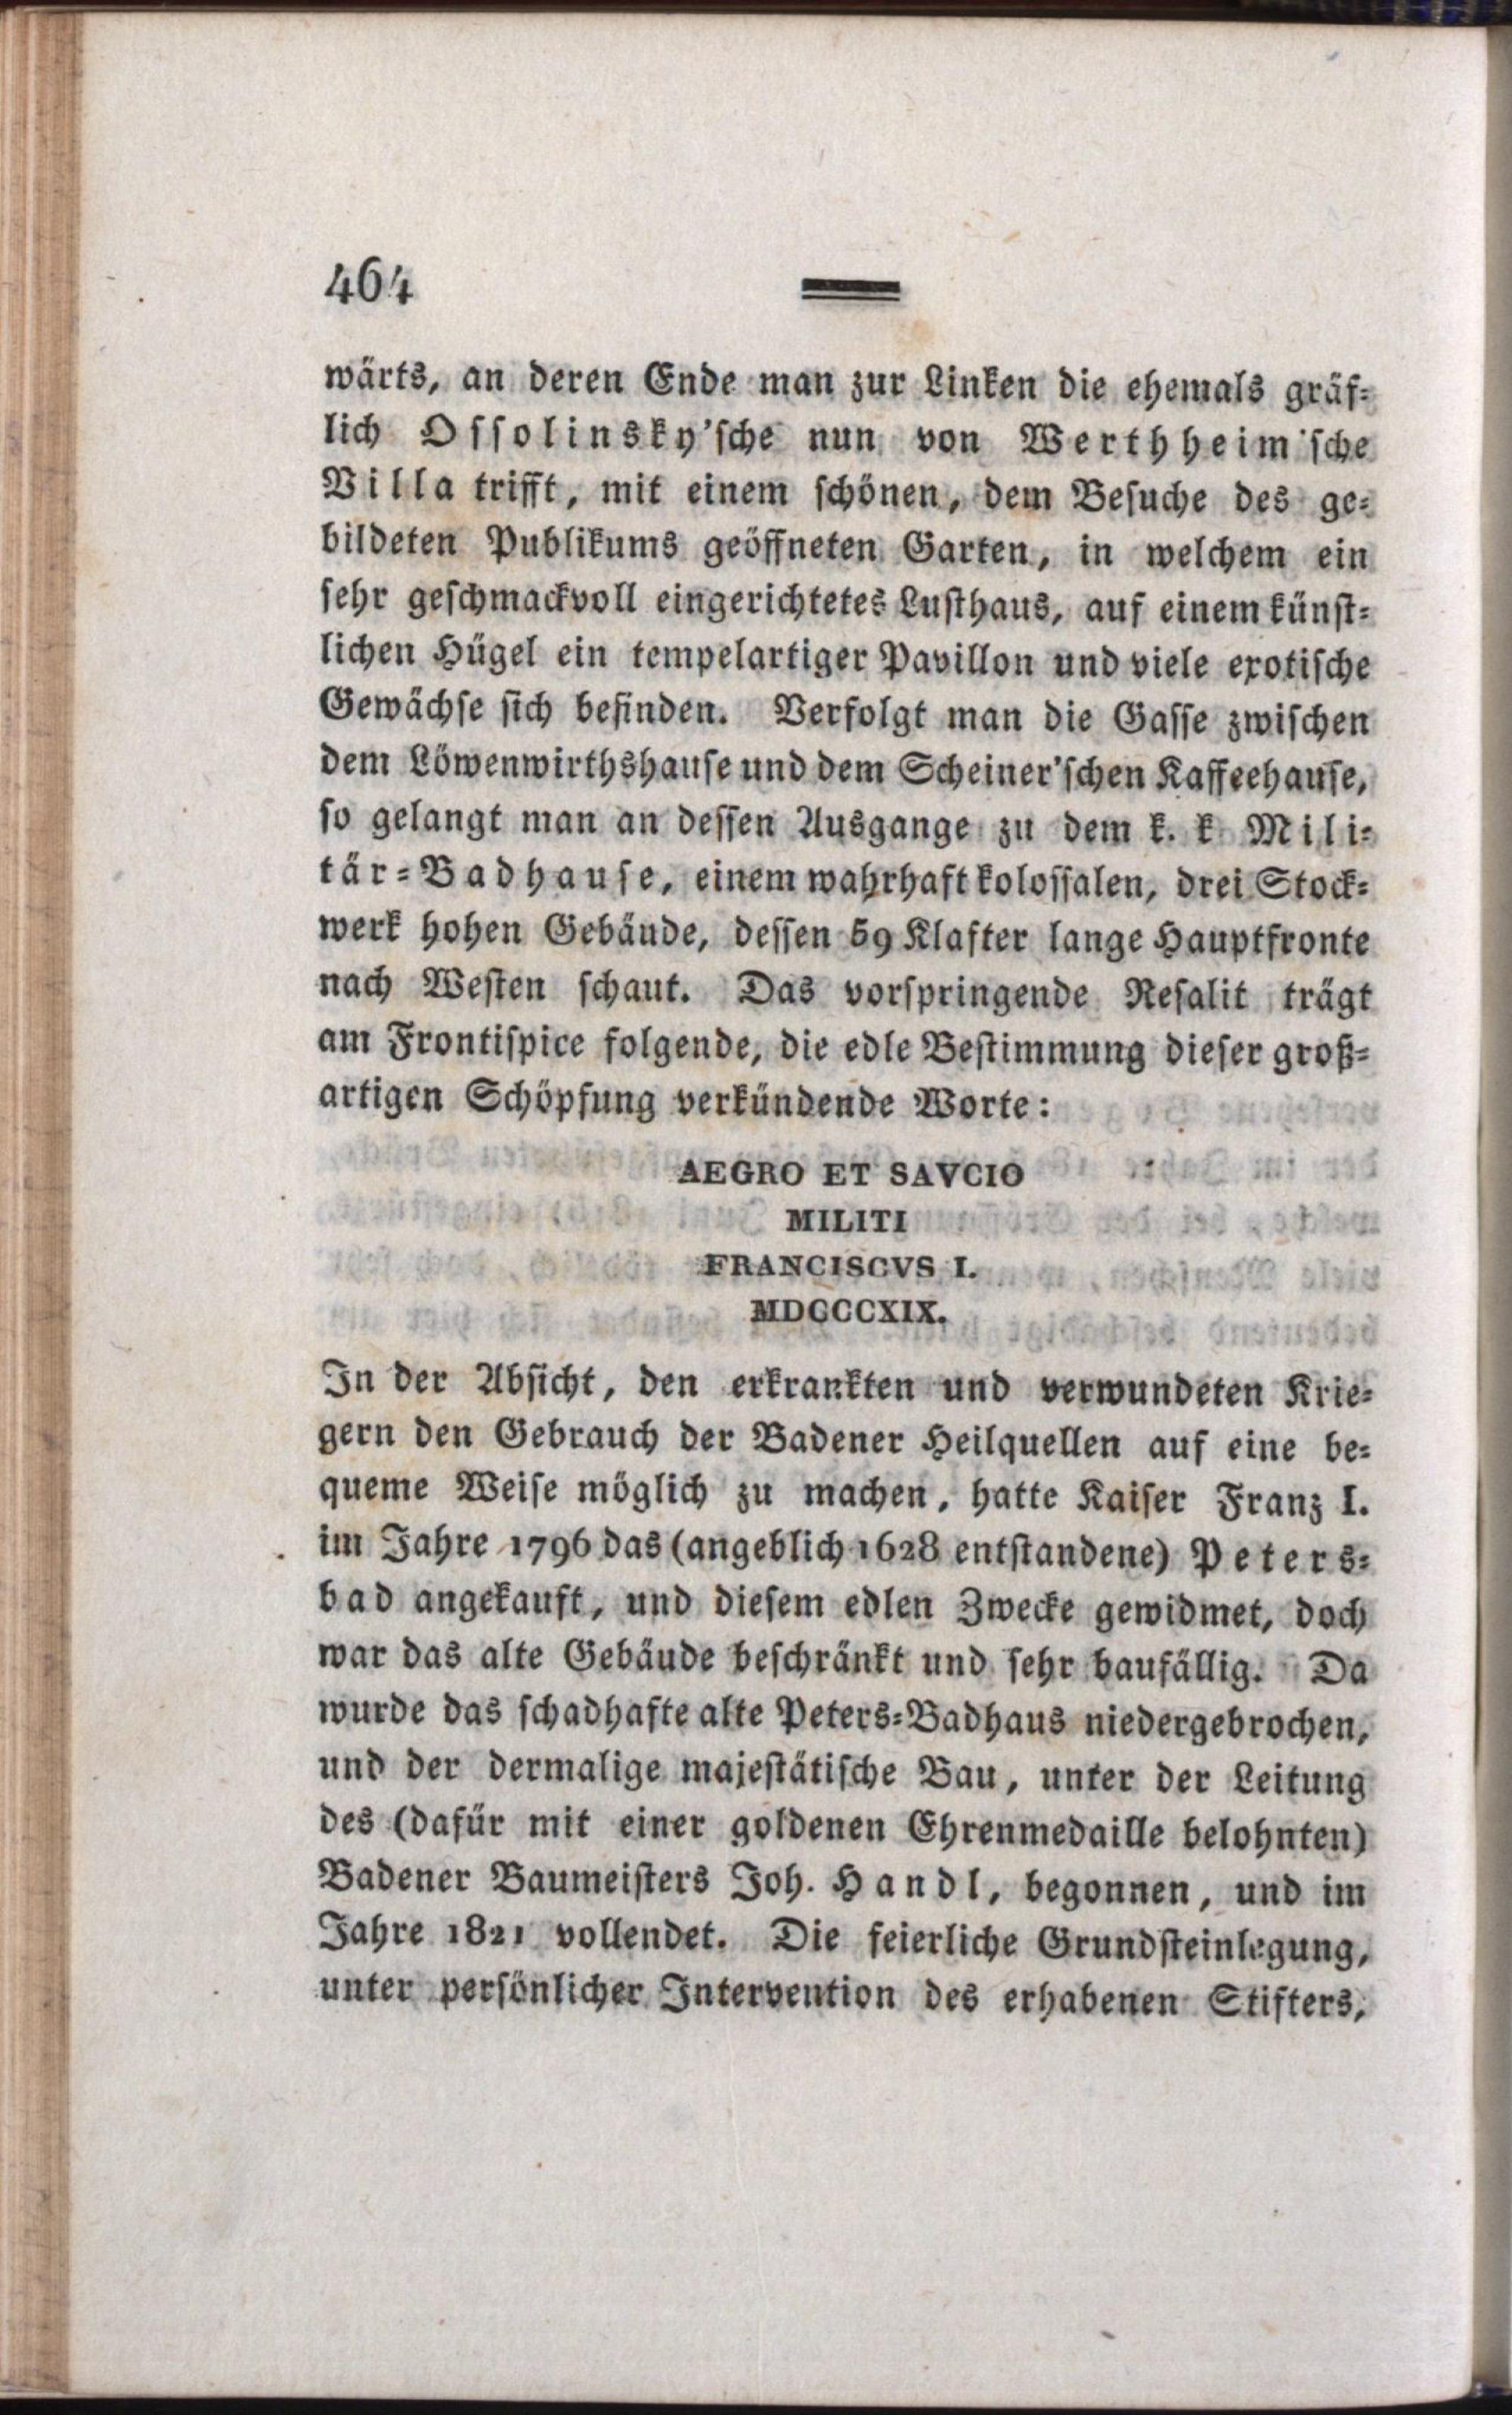 464
wärts, an deren Ende man zur Linken die ehemals gräf-
lich Ossolinsky'sche nun von Werthheim'sche
Villa trifft, mit einem schönen, dem Besuche des ge-
bildeten Publikums geöffneten Garten, in welchem ein
sehr geschmackvoll eingerichtetes Lusthaus, auf einem künst-
lichen Hügel ein tempelartiger Pavillon und viele exotische
Gewächse sich befinden. Verfolgt man die Gasse zwischen
dem Löwenwirthshause und dem Scheiner'schen Kaffeehause,
so gelangt man an dessen Ausgange zu dem k. k Mili-
tär-Badhause, einem wahrhaft kolossalen, drei Stock-
werk hohen Gebäude, dessen 59 Klafter lange Hauptfronte
nach Westen schaut. Das vorspringende Resalit trägt
am Frontispice folgende, die edle Bestimmung dieser groß-
artigen Schöpfung verkündende Worte:
AEGRO ET SAVCIO
MILITI
FRANCISCVS I.
MDCCCXIX.
In der Absicht, den erkrankten und verwundeten Krie-
gern den Gebrauch der Badener Heilquellen auf eine be-
queme Weise möglich zu machen, hatte Kaiser Franz I.
im Jahre 1796 das (angeblich 1628 entstandene) Peters-
bad angekauft, und diesem edlen Zwecke gewidmet, doch
war das alte Gebäude beschränkt und sehr baufällig. Da
wurde das schadhafte alte Peters-Badhaus niedergebrochen,
und der dermalige majestätische Bau, unter der Leitung
des (dafür mit einer goldenen Ehrenmedaille belohnten)
Badener Baumeisters Joh. Handl, begonnen, und im
Jahre 1821 vollendet. Die feierliche Grundsteinlegung,
unter persönlicher Intervention des erhabenen Stifters,